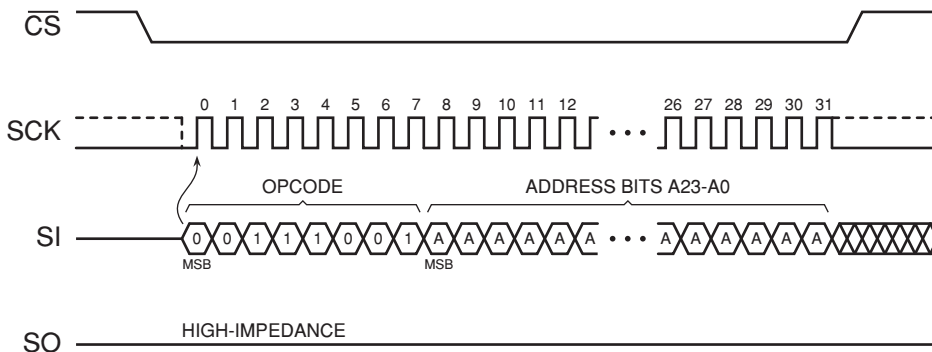 CS
0 1 2 3 4 5 6 7 8 9 10 11 12 26 27 28 29 30 31
SCK
OPCODE ADDRESS BITS A23-A0
SI 0 0 1 1 1 0 0 1 A A A A A A A A A A A A
MSB MSB
HIGH-IMPEDANCE
SO